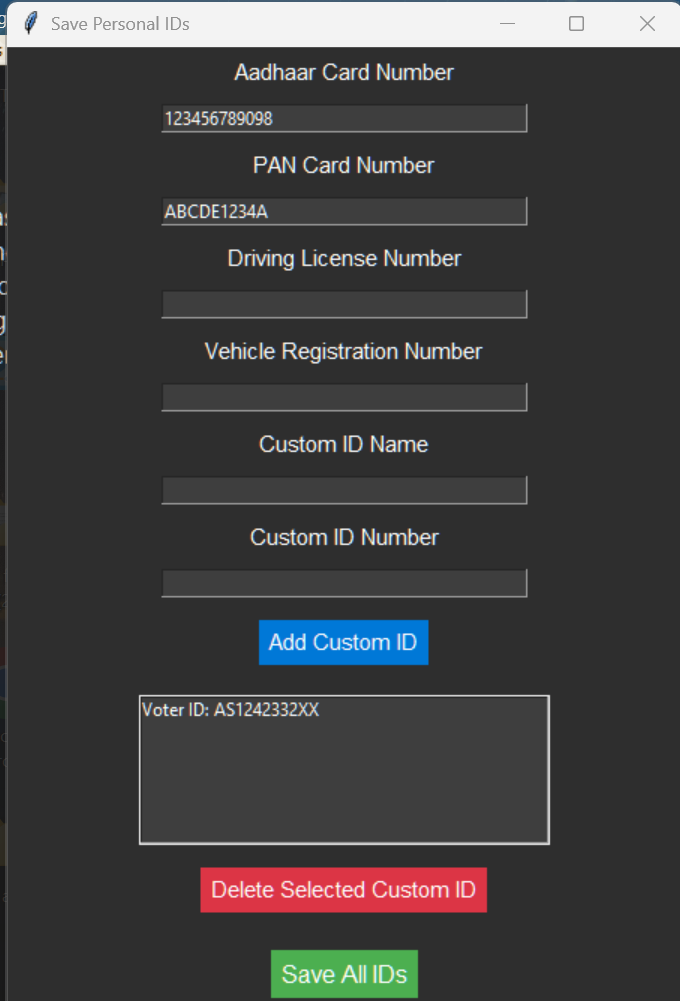 Save Personal IDs
Aadhaar Card Number
123456789098
PAN Card Number
ABCDE1234A
Driving License Number
Vehicle Registration Number
Custom ID Name
Custom ID Number
Add Custom ID
Voter ID: AS1242332XX
Delete Selected Custom ID
Save All IDs